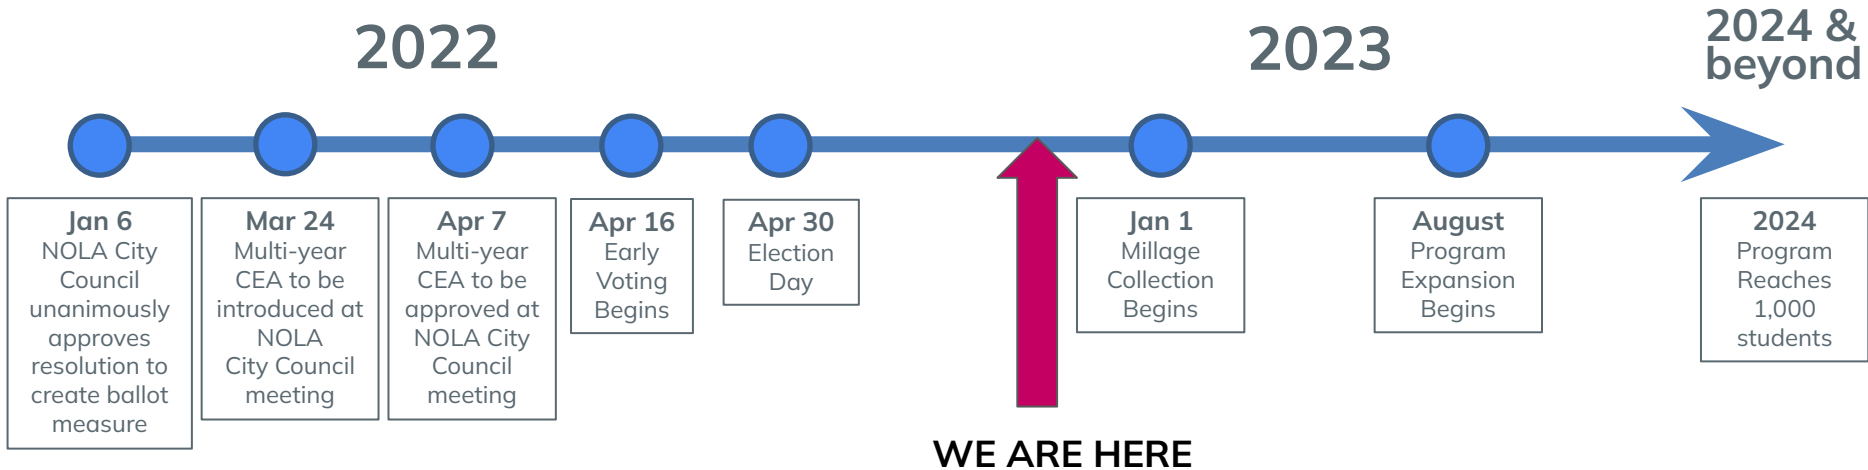 2022
2023
2024 &
beyond
Jan 6
NOLA City
Council
unanimously
approves
resolution to
create ballot
measure
Mar 24
Multi-year
CEA to be
introduced at
NOLA
City Council
meeting
Apr 7
Multi-year
CEA to be
approved at
NOLA City
Council
meeting
Apr 16
Early
Voting
Begins
Apr 30
Election
Day
Jan 1
Millage
Collection
Begins
August
Program
Expansion
Begins
2024
Program
Reaches
1,000
students
WE ARE HERE